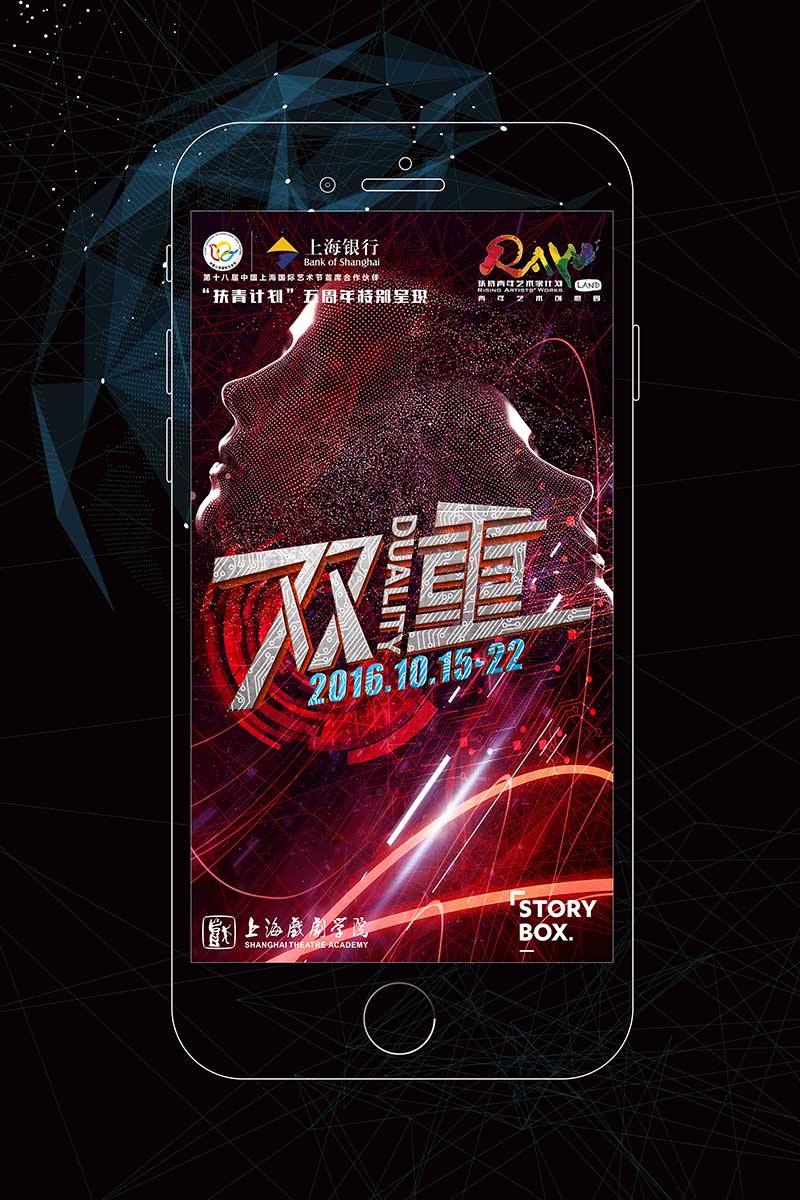 上海银行
Bank of Shanghai
第十八届中国上海国际艺术节首席合作伙伴
“扶青计划”五周年特别呈现
RAW
扶持青年艺术家计划
RISING ARTISTS' WORKS
LAND
青年艺术创想周
双重
DUALITY
2016.10.15-22
上海戏剧学院
SHANGHAI THEATRE ACADEMY
STORY
BOX.